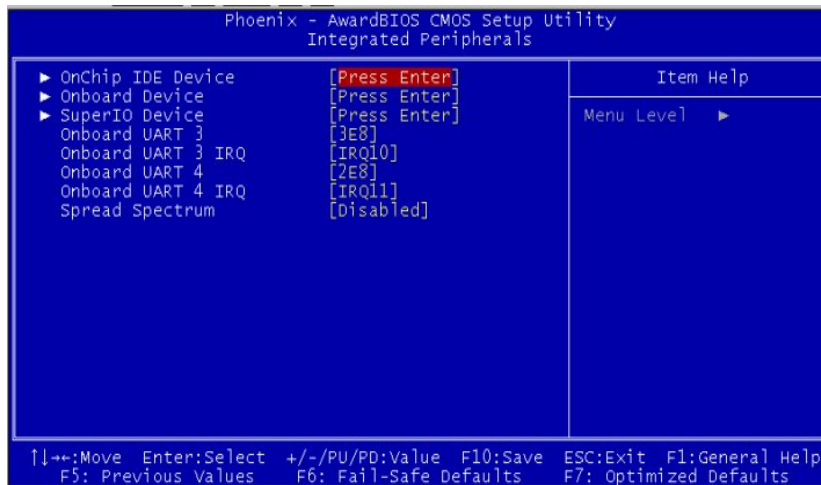 Phoenix - AwardBIOS CMOS Setup Utility
Integrated Peripherals
► OnChip IDE Device [Press Enter]
► Onboard Device [Press Enter]
► SuperIO Device [Press Enter]
Onboard UART 3 [3E8]
Onboard UART 3 IRQ [IRQ10]
Onboard UART 4 [2E8]
Onboard UART 4 IRQ [IRQ11]
Spread Spectrum [Disabled]
Item Help
Menu Level ►
↑↓→←:Move Enter:Select +/-/PU/PD:Value F10:Save ESC:Exit F1:General Help
F5: Previous Values F6: Fail-Safe Defaults F7: Optimized Defaults